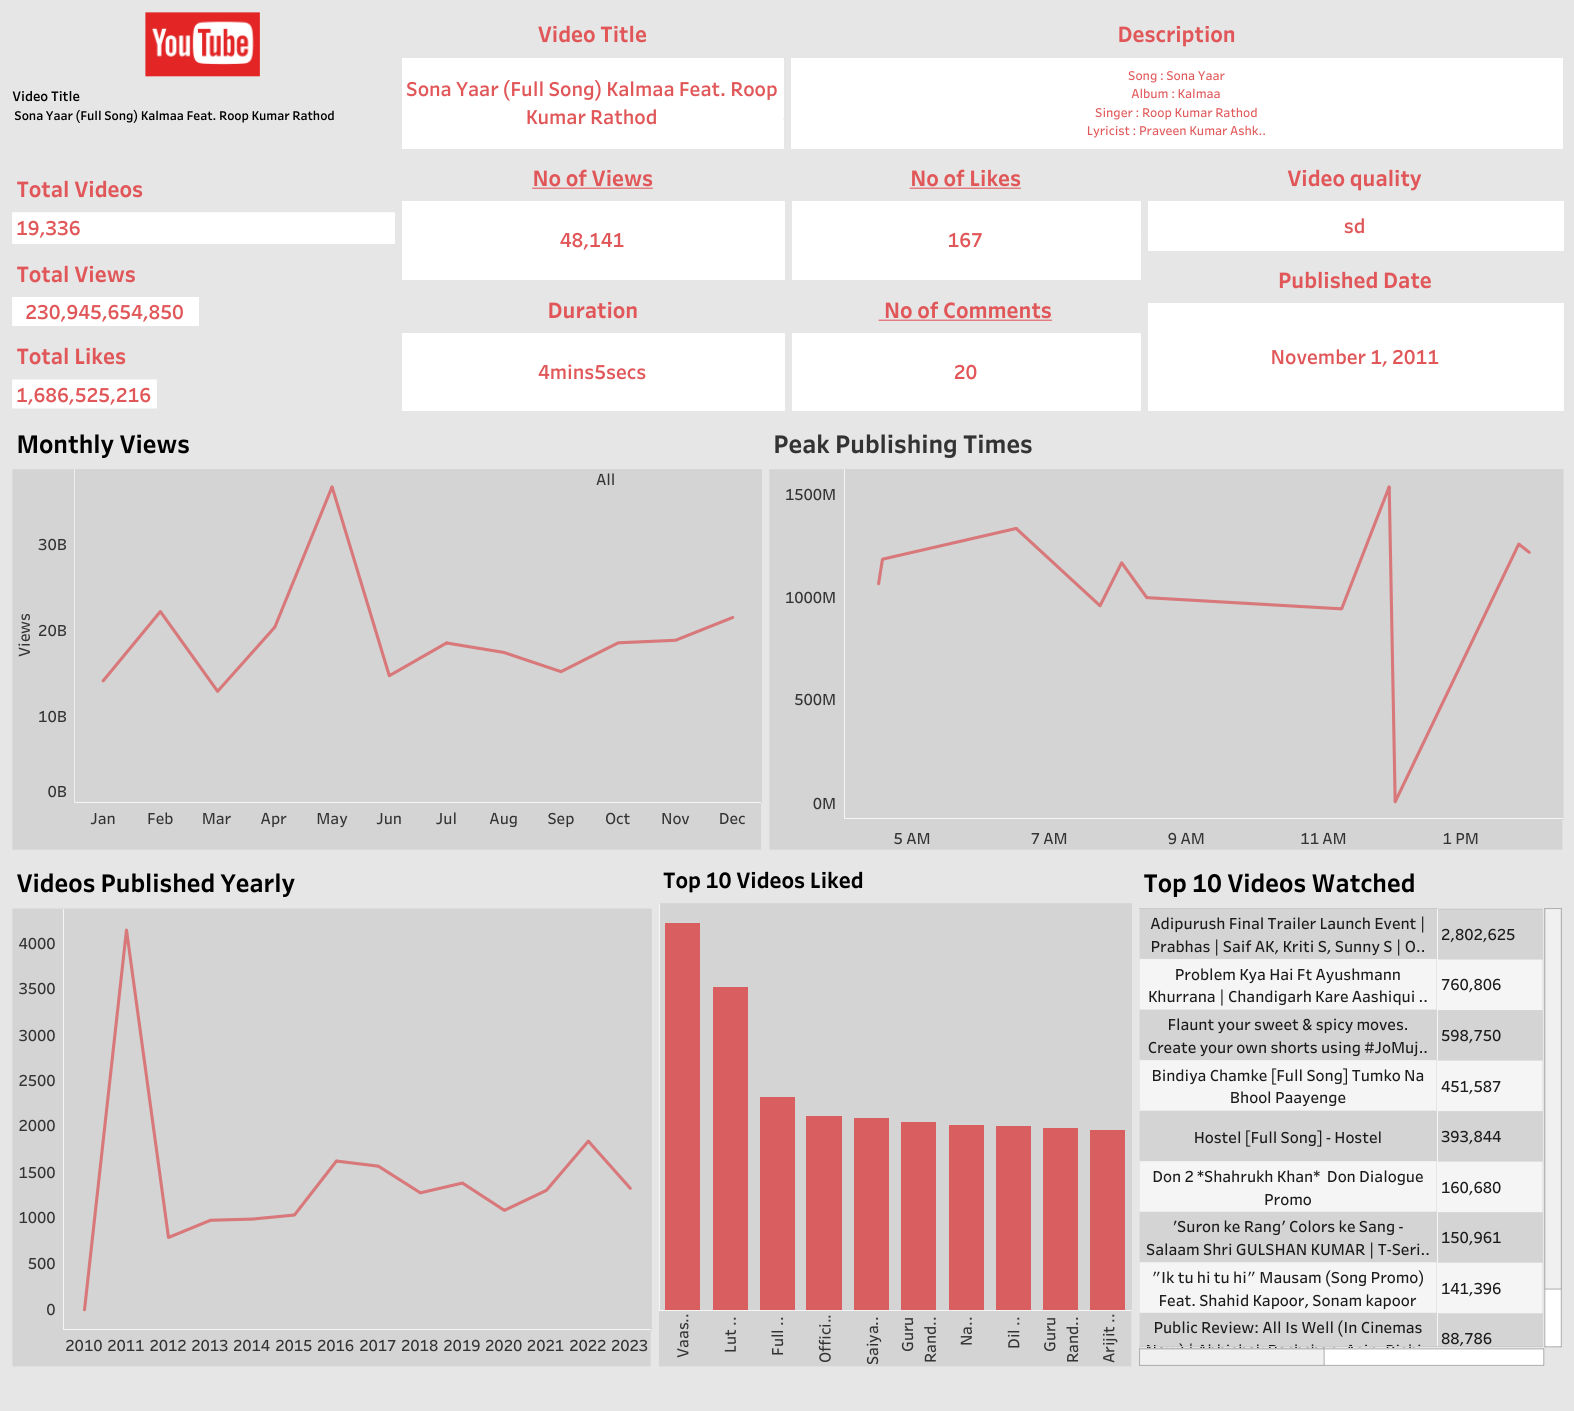 YouTube
Video Title
Sona Yaar (Full Song) Kalmaa Feat. Roop Kumar Rathod
Video Title
Sona Yaar (Full Song) Kalmaa Feat. Roop
Kumar Rathod
Description
Song : Sona Yaar
Album : Kalmaa
Singer : Roop Kumar Rathod
Lyricist : Praveen Kumar Ashk..
Total Videos
19,336
Total Views
230,945,654,850
Total Likes
1,686,525,216
No of Views
48,141
No of Likes
167
Video quality
sd
Duration
4mins5secs
No of Comments
20
Published Date
November 1, 2011
Monthly Views
All
Views
30B
20B
10B
0B
Jan Feb Mar Apr May Jun Jul Aug Sep Oct Nov Dec
Peak Publishing Times
1500M
1000M
500M
0M
5 AM 7 AM 9 AM 11 AM 1 PM
Videos Published Yearly
4000
3500
3000
2500
2000
1500
1000
500
0
2010 2011 2012 2013 2014 2015 2016 2017 2018 2019 2020 2021 2022 2023
Top 10 Videos Liked
Vaas..
Lut ..
Full ..
Offici..
Saiya..
Guru
Rand..
Na..
Dil ..
Guru
Rand..
Arijit ..
Top 10 Videos Watched
Adipurush Final Trailer Launch Event |
Prabhas | Saif AK, Kriti S, Sunny S | O..
2,802,625
Problem Kya Hai Ft Ayushmann
Khurrana | Chandigarh Kare Aashiqui ..
760,806
Flaunt your sweet & spicy moves.
Create your own shorts using #JoMuj..
598,750
Bindiya Chamke [Full Song] Tumko Na
Bhool Paayenge
451,587
Hostel [Full Song] - Hostel
393,844
Don 2 *Shahrukh Khan* Don Dialogue
Promo
160,680
'Suron ke Rang' Colors ke Sang -
Salaam Shri GULSHAN KUMAR | T-Seri..
150,961
"Ik tu hi tu hi" Mausam (Song Promo)
Feat. Shahid Kapoor, Sonam kapoor
141,396
Public Review: All Is Well (In Cinemas
88,786